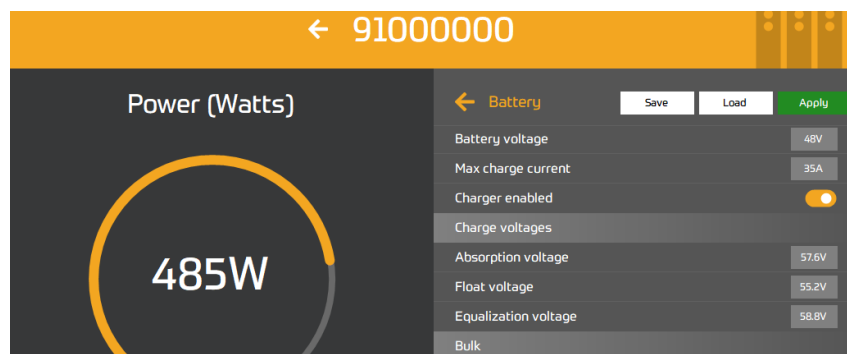 ← 91000000
Power (Watts)
485W
← Battery
Save
Load
Apply
Battery voltage 48V
Max charge current 35A
Charger enabled
Charge voltages
Absorption voltage 57.6V
Float voltage 55.2V
Equalization voltage 58.8V
Bulk